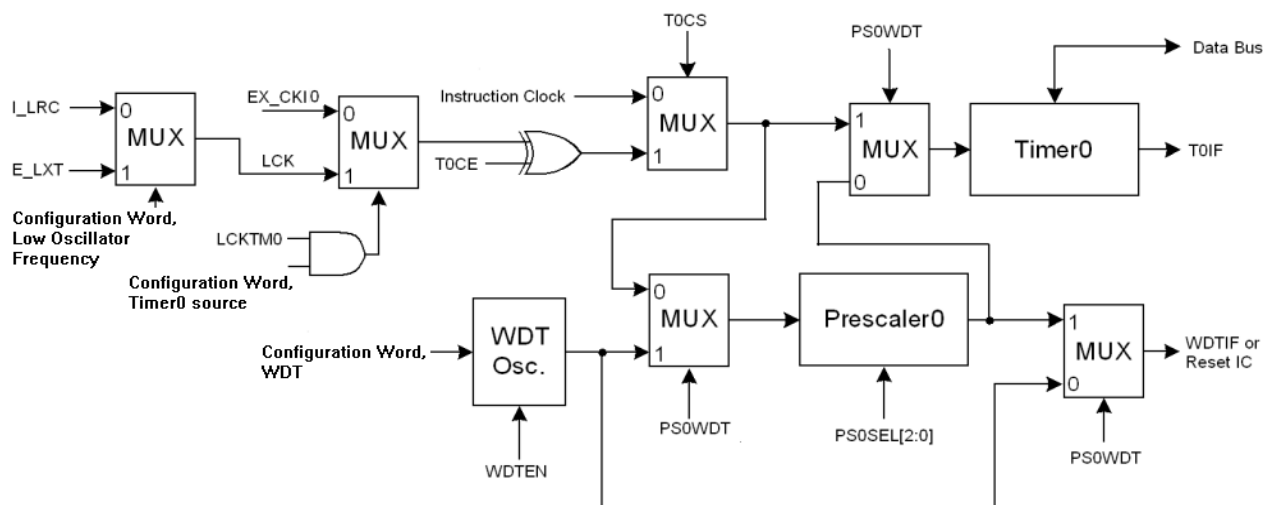 T0CS
PS0WDT
Data Bus
I_LRC
0
MUX
1
E_LXT
EX_CKI0
0
MUX
1
LCK
T0CE
Instruction Clock
0
MUX
1
1
MUX
0
Timer0
T0IF
Configuration Word,
Low Oscillator
Frequency
LCKTM0
Configuration Word,
Timer0 source
Configuration Word,
WDT
WDT
Osc.
0
MUX
1
Prescaler0
1
MUX
0
WDTIF or
Reset IC
WDTEN
PS0WDT
PS0SEL[2:0]
PS0WDT